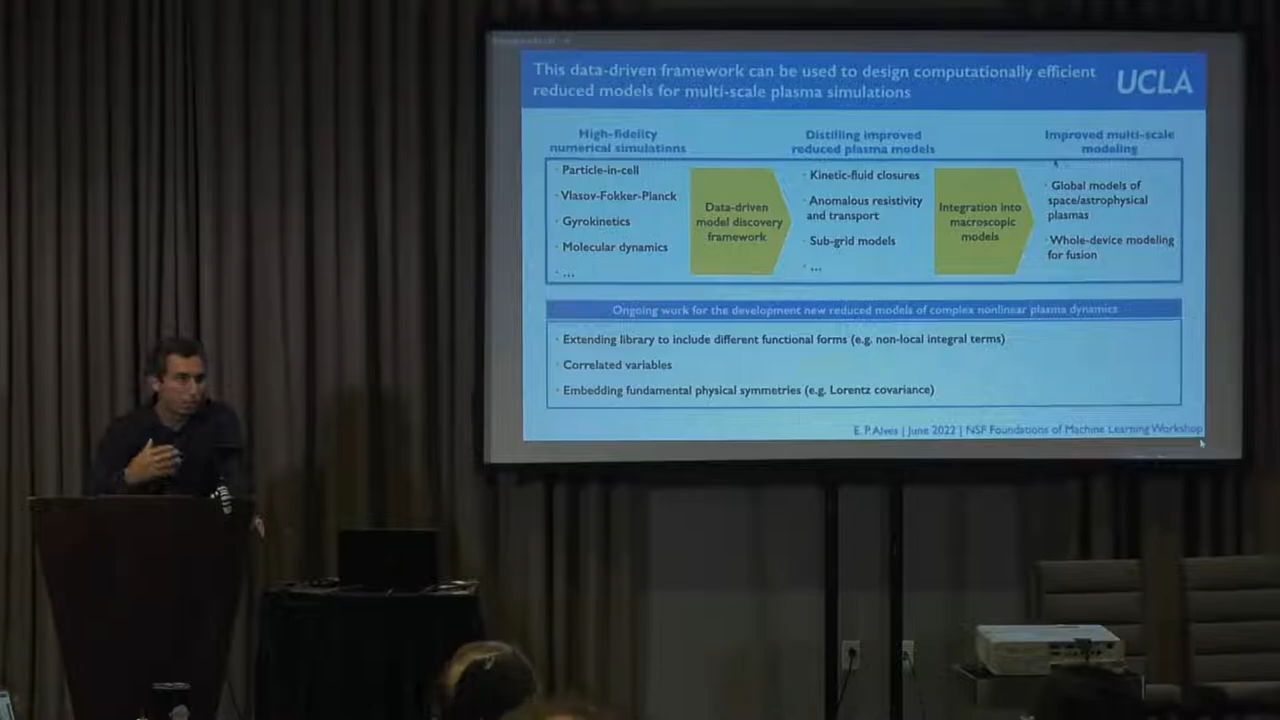 This data-driven framework can be used to design computationally efficient
reduced models for multi-scale plasma simulations
UCLA
High-fidelity
numerical simulations
Particle-in-cell
Vlasov-Fokker-Planck
Gyrokinetics
Molecular dynamics
...
Data-driven
model discovery
framework
Distilling improved
reduced plasma models
Kinetic-fluid closures
Anomalous resistivity
and transport
Sub-grid models
...
Integration into
macroscopic
models
Improved multi-scale
modeling
Global models of
space/astrophysical
plasmas
Whole-device modeling
for fusion
Ongoing work for the development new reduced models of complex nonlinear plasma dynamics
Extending library to include different functional forms (e.g. non-local integral terms)
Correlated variables
Embedding fundamental physical symmetries (e.g. Lorentz covariance)
E. P. Alves | June 2022 | NSF Foundations of Machine Learning Workshop